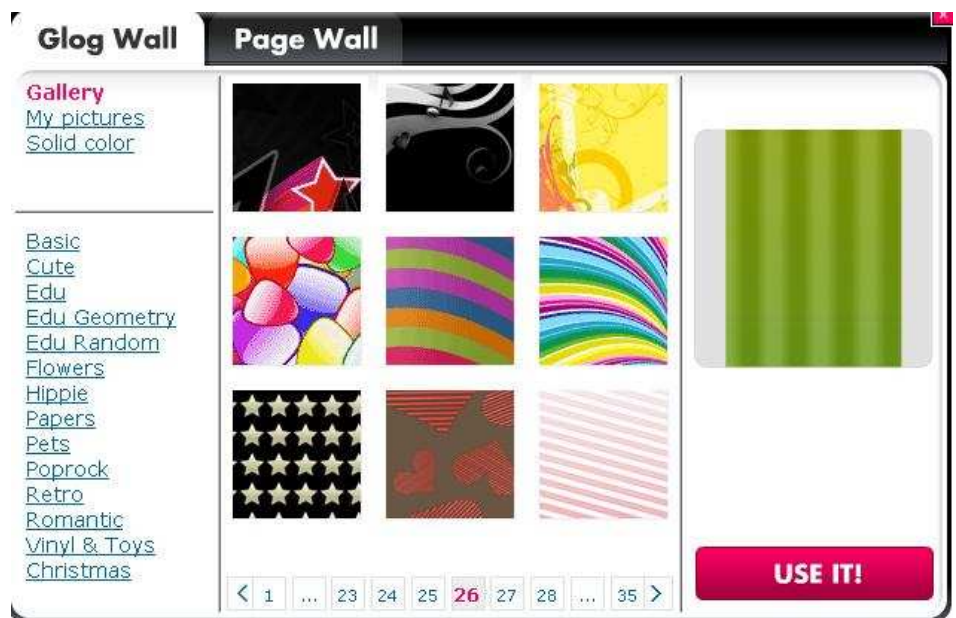 Glog Wall Page Wall x
Gallery
My pictures
Solid color
Basic
Cute
Edu
Edu Geometry
Edu Random
Flowers
Hippie
Papers
Pets
Poprock
Retro
Romantic
Vinyl & Toys
Christmas
< 1 ... 23 24 25 26 27 28 ... 35 >
USE IT!